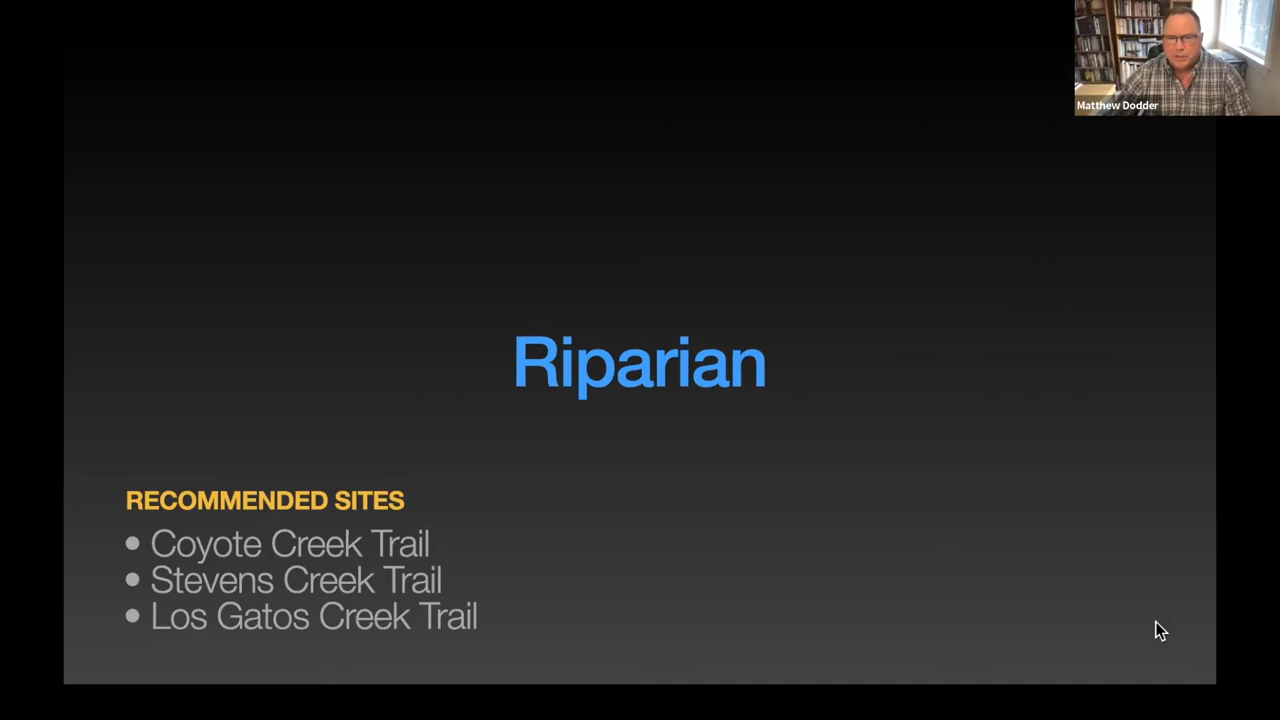 Matthew Dodder
Riparian
RECOMMENDED SITES
• Coyote Creek Trail
• Stevens Creek Trail
• Los Gatos Creek Trail